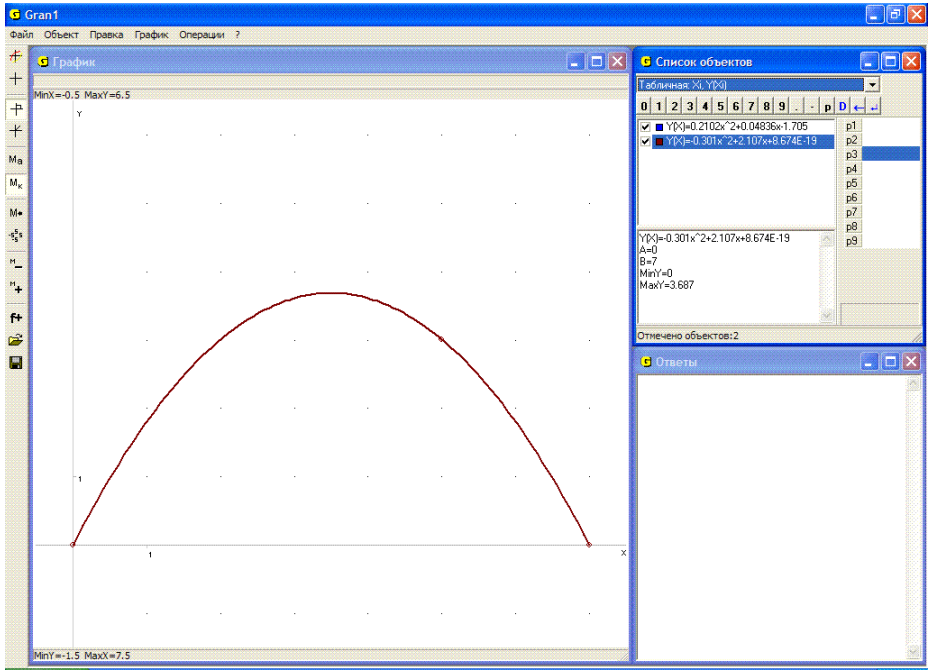 Gran1
Файл Объект Правка График Операции ?
График
MinX=-0.5 MaxY=6.5
Y
1
1
X
MinY=-1.5 MaxX=7.5
Ma
Mк
M•
-s⁵s
M_
M+
f+
Список объектов
Табличная: Xi, Y(Xi)
0 1 2 3 4 5 6 7 8 9 . - p D ← ↲
Y(X)=0.2102x^2+0.04836x-1.705
Y(X)=-0.301x^2+2.107x+8.674E-19
p1
p2
p3
p4
p5
p6
p7
p8
p9
Y(X)=-0.301x^2+2.107x+8.674E-19
A=0
B=7
MinY=0
MaxY=3.687
Отмечено объектов:2
Ответы